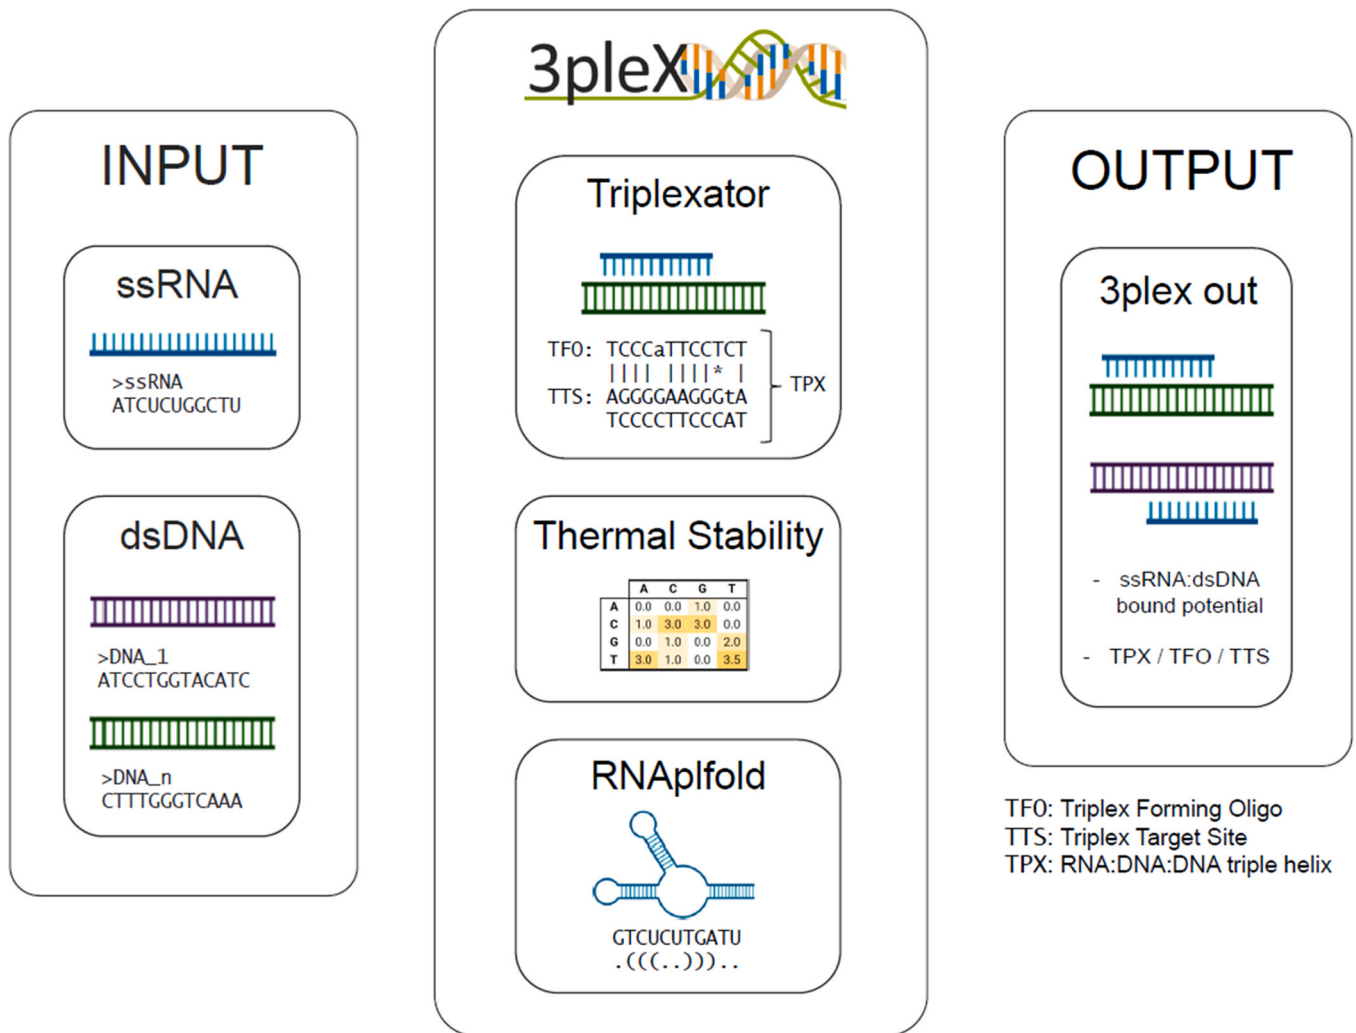 INPUT
ssRNA
>ssRNA
ATCUCUGGCTU
dsDNA
>DNA_1
ATCCTGGTACATC
>DNA_n
CTTTGGGTCAAA
3pleX
Triplexator
TFO: TCCCaTTCCTCT
|||| ||||* |
TTS: AGGGGAAGGGtA
TCCCCTTCCCAT
TPX
Thermal Stability
A C G T
A 0.0 0.0 1.0 0.0
C 1.0 3.0 3.0 0.0
G 0.0 1.0 0.0 2.0
T 3.0 1.0 0.0 3.5
RNAplfold
GTCUCUTGATU
.(((..)))..
OUTPUT
3plex out
- ssRNA:dsDNA
bound potential
- TPX / TFO / TTS
TFO: Triplex Forming Oligo
TTS: Triplex Target Site
TPX: RNA:DNA:DNA triple helix